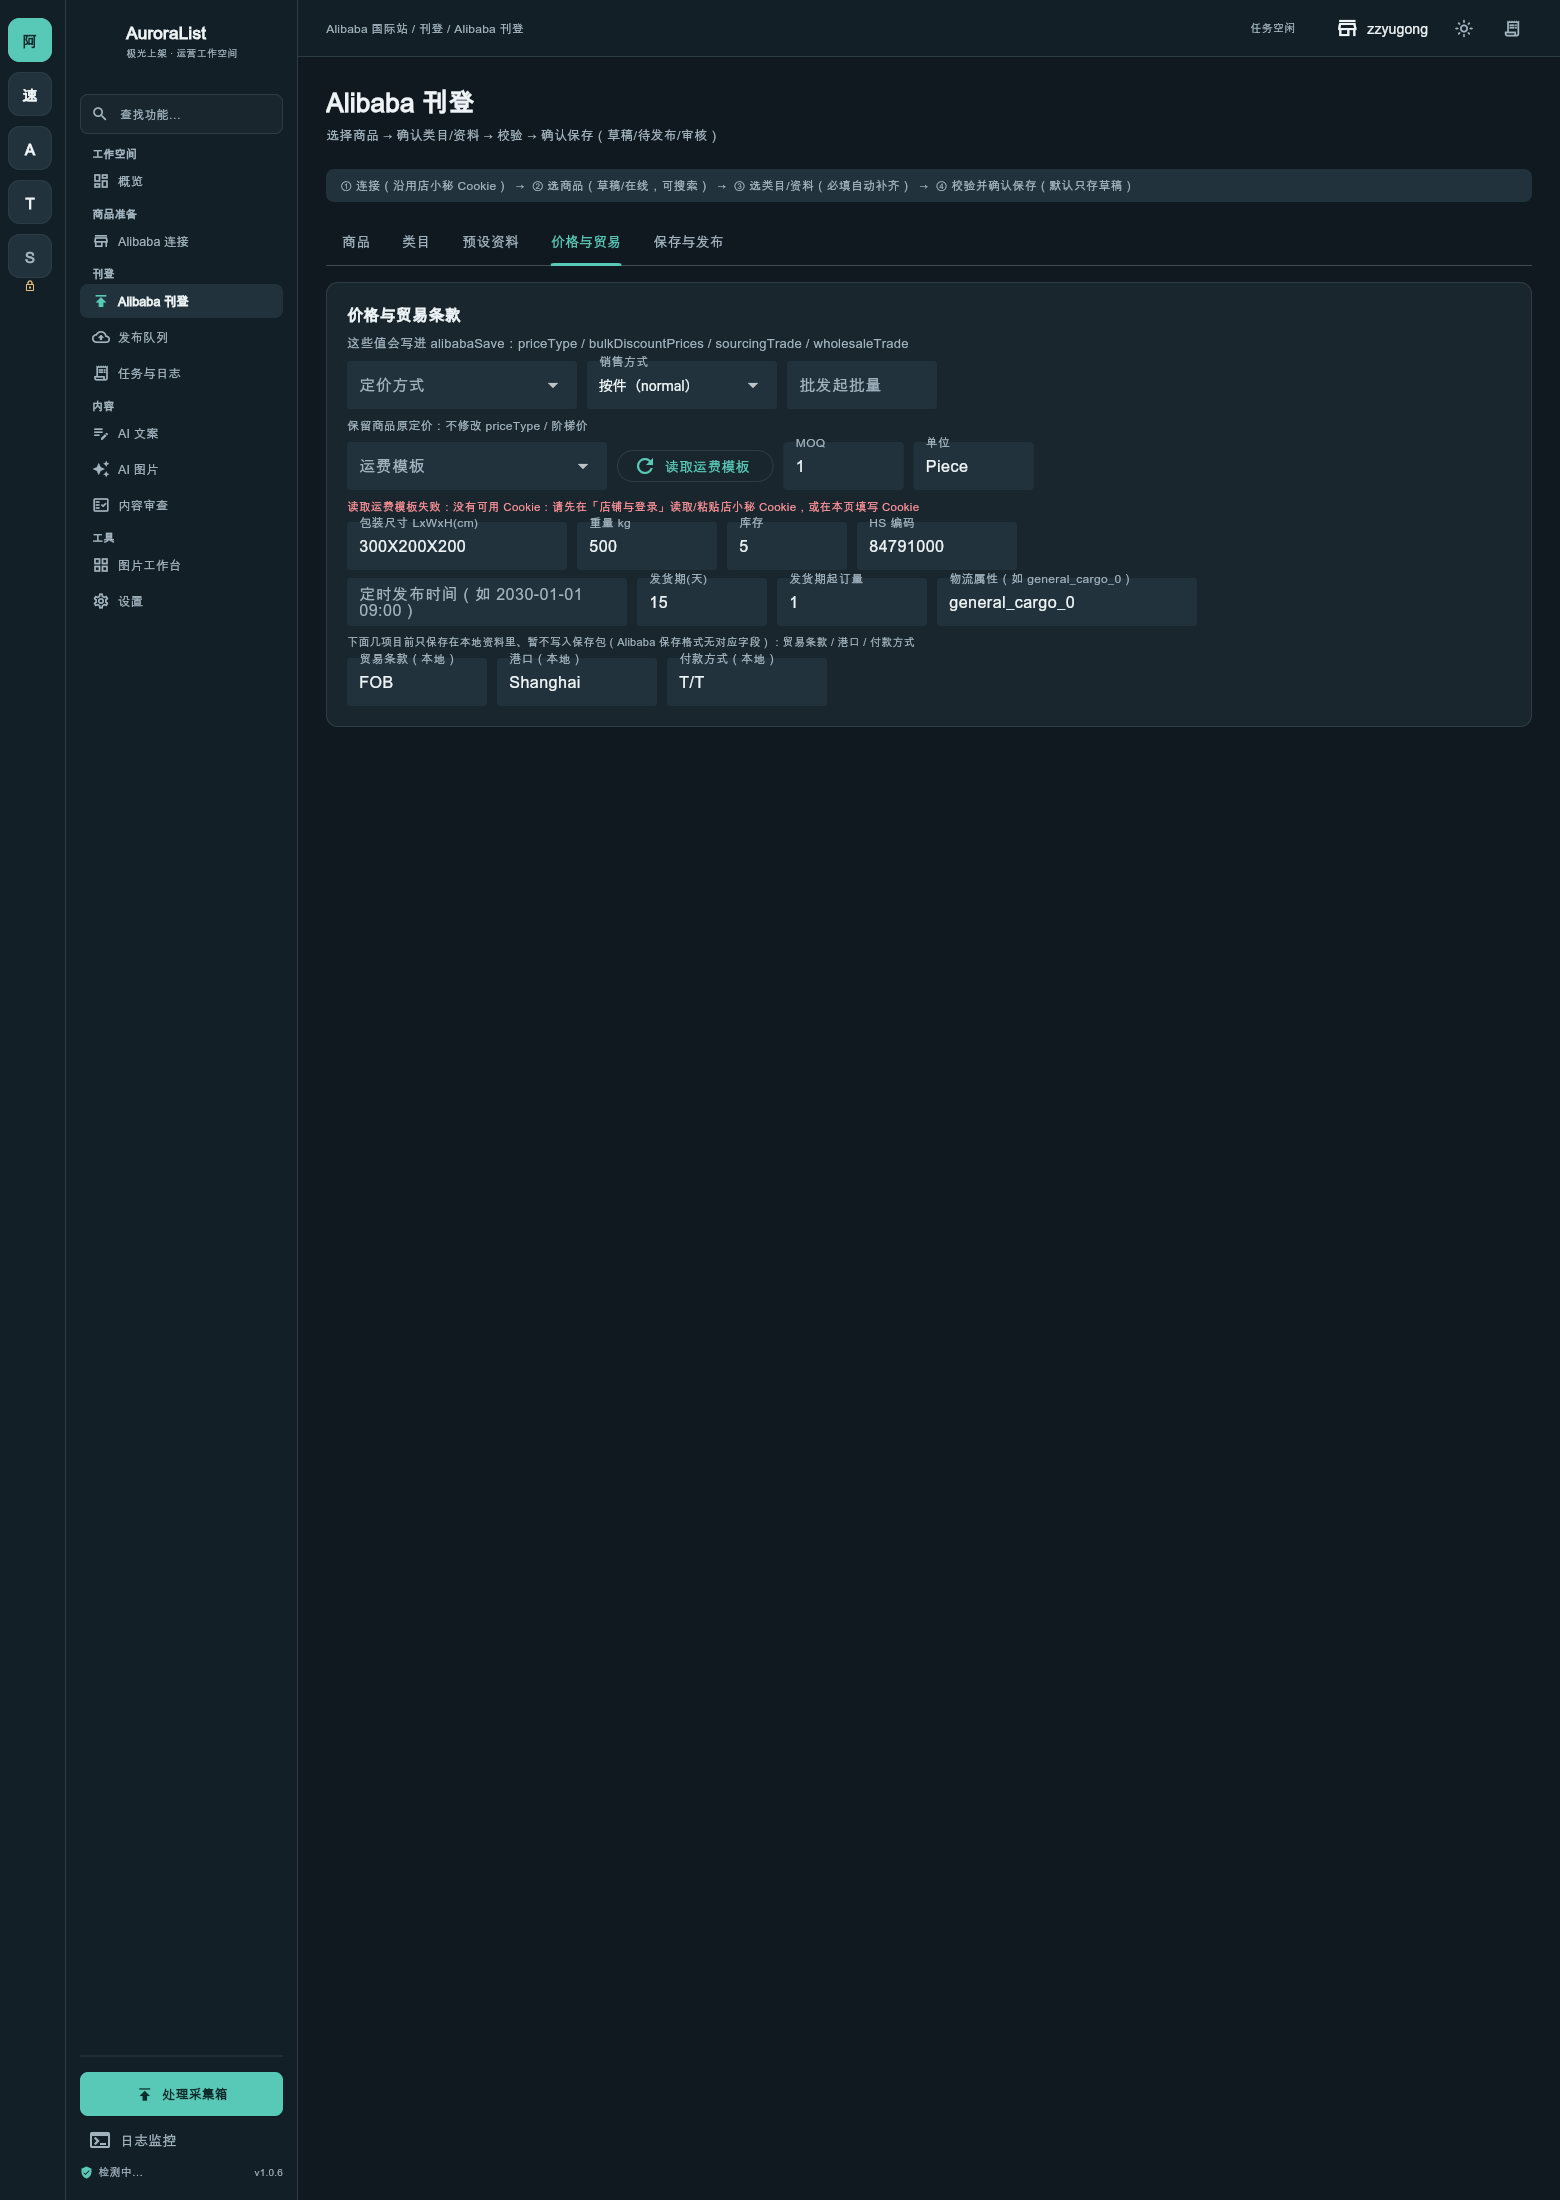 阿
速
A
T
S
AuroraList
极光上架 · 运营工作空间
查找功能...
工作空间
概览
商品准备
Alibaba 连接
刊登
Alibaba 刊登
发布队列
任务与日志
内容
AI 文案
AI 图片
内容审查
工具
图片工作台
设置
处理采集箱
日志监控
检测中...
v1.0.6
Alibaba 国际站 / 刊登 / Alibaba 刊登
任务空闲
zzyugong
Alibaba 刊登
选择商品 → 确认类目/资料 → 校验 → 确认保存（草稿/待发布/审核）
① 连接（沿用店小秘 Cookie） → ② 选商品（草稿/在线，可搜索） → ③ 选类目/资料（必填自动补齐） → ④ 校验并确认保存（默认只存草稿）
商品
类目
预设资料
价格与贸易
保存与发布
价格与贸易条款
这些值会写进 alibabaSave：priceType / bulkDiscountPrices / sourcingTrade / wholesaleTrade
定价方式
销售方式
按件（normal）
批发起批量
保留商品原定价：不修改 priceType / 阶梯价
运费模板
读取运费模板
MOQ
1
单位
Piece
读取运费模板失败：没有可用 Cookie：请先在「店铺与登录」读取/粘贴店小秘 Cookie，或在本页填写 Cookie
包装尺寸 LxWxH(cm)
300X200X200
重量 kg
500
库存
5
HS 编码
84791000
定时发布时间（如 2030-01-01
09:00）
发货期(天)
15
发货期起订量
1
物流属性（如 general_cargo_0）
general_cargo_0
下面几项目前只保存在本地资料里、暂不写入保存包（Alibaba 保存格式无对应字段）：贸易条款 / 港口 / 付款方式
贸易条款（本地）
FOB
港口（本地）
Shanghai
付款方式（本地）
T/T